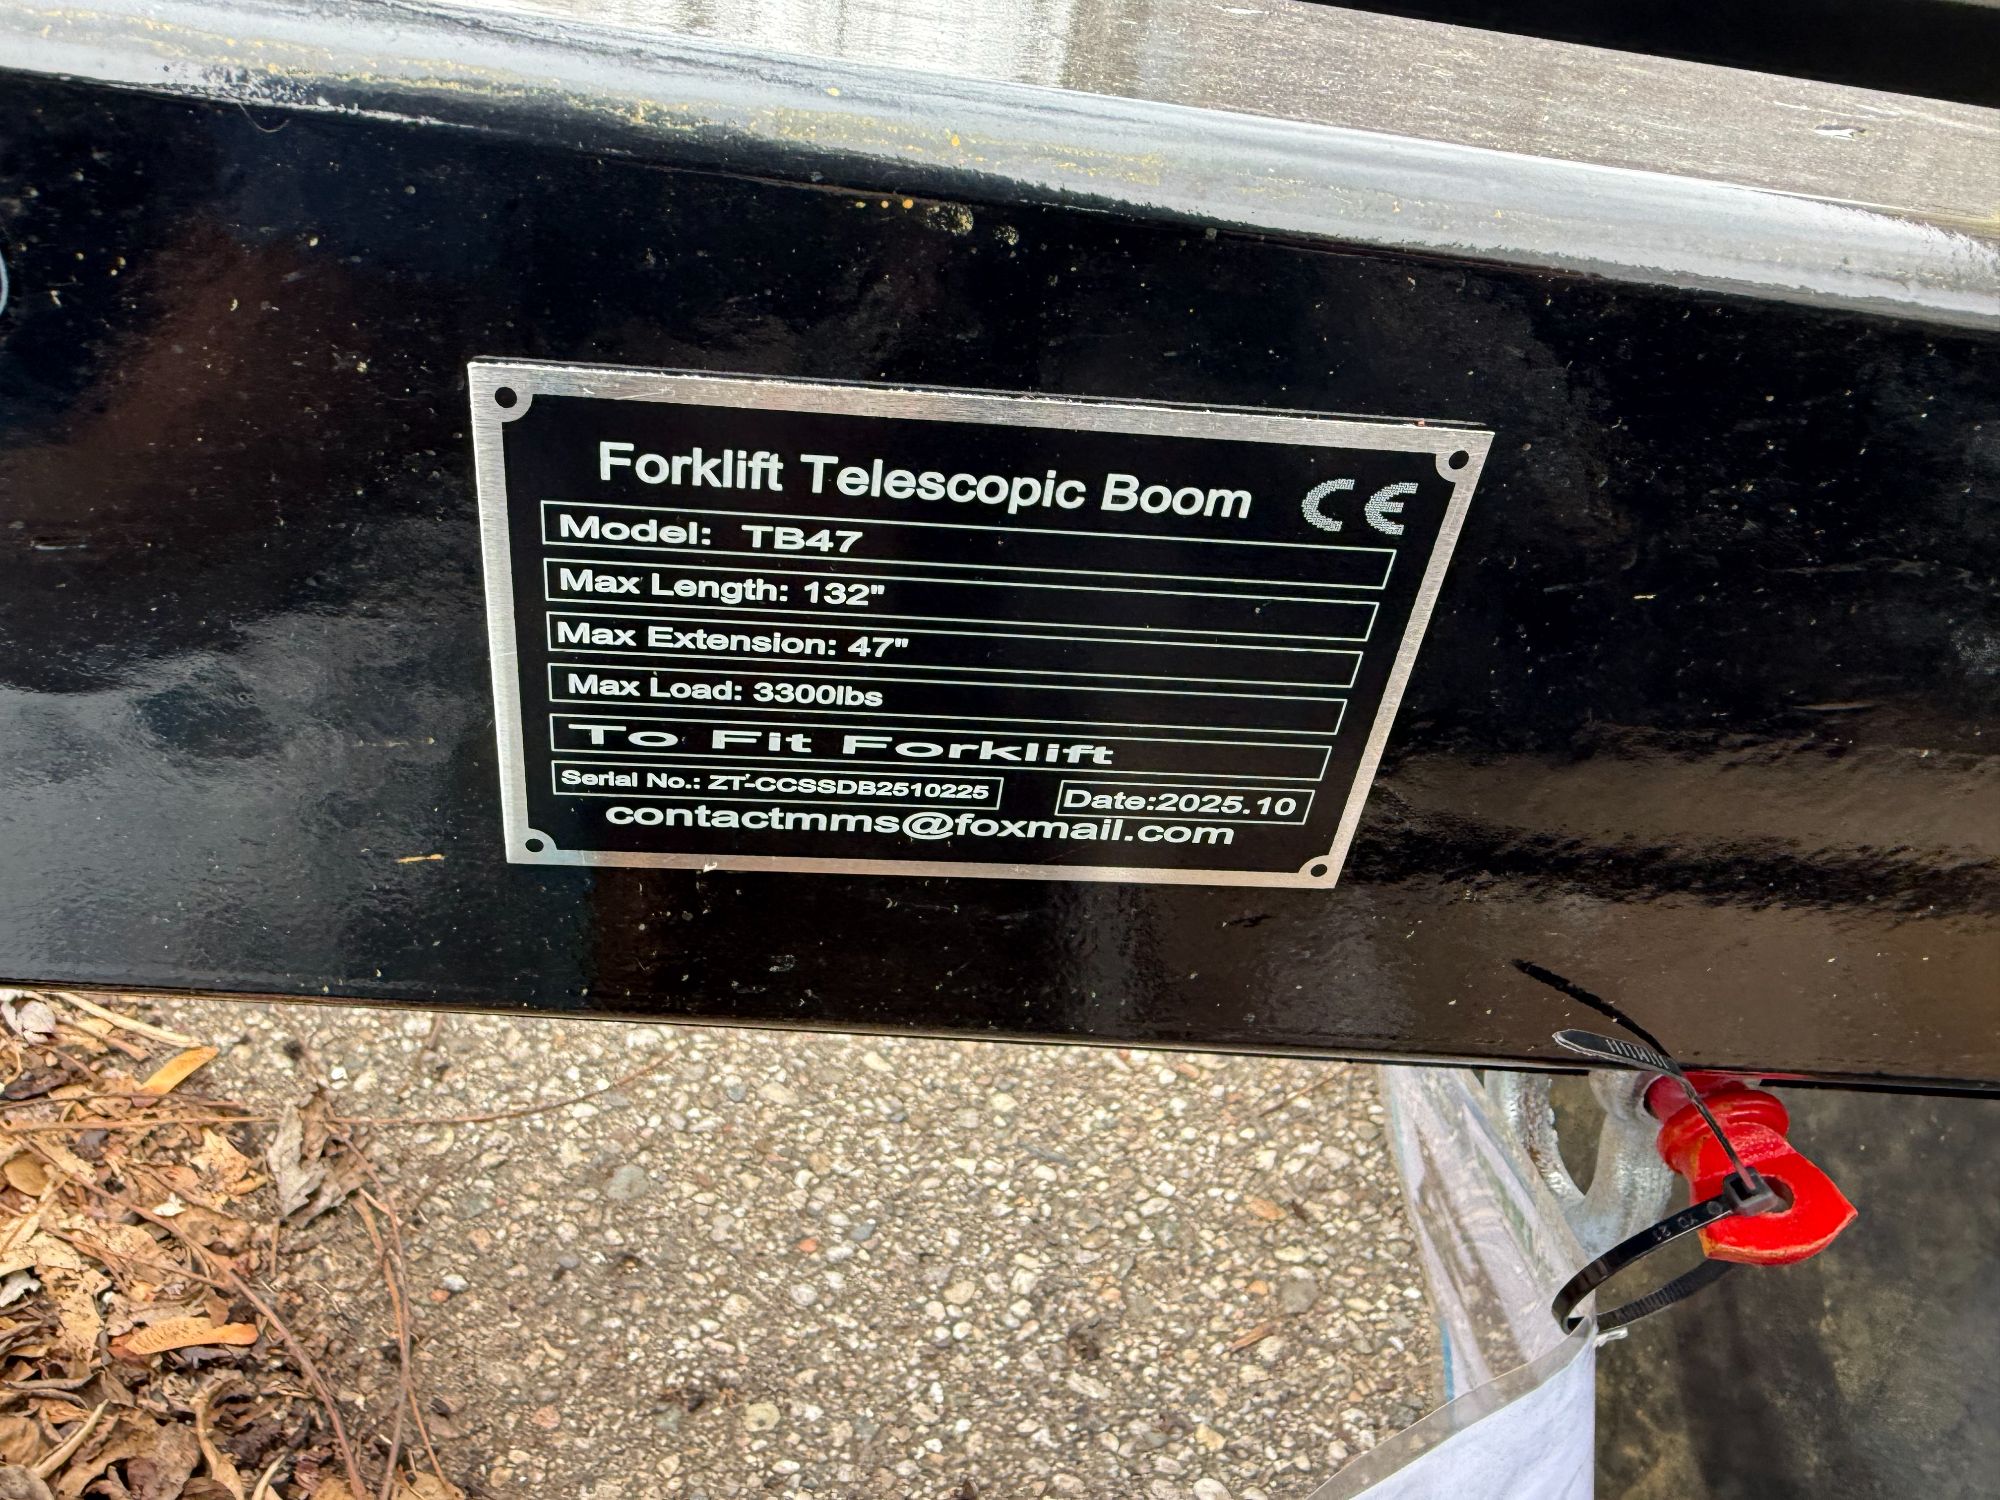 Forklift Telescopic Boom CE
Model: TB47
Max Length: 132"
Max Extension: 47"
Max Load: 3300lbs
To Fit Forklift
Serial No.: ZT-CCSSDB2510225 Date:2025.10
contactmms@foxmail.com